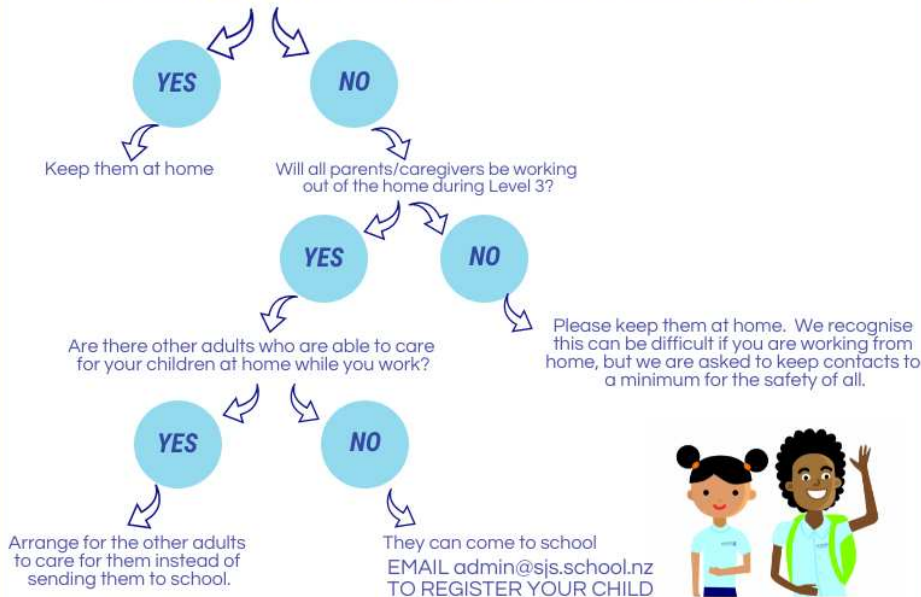 YES
NO
Keep them at home
Will all parents/caregivers be working
out of the home during Level 3?
YES
NO
Are there other adults who are able to care
for your children at home while you work?
Please keep them at home.  We recognise
this can be difficult if you are working from
home, but we are asked to keep contacts to
a minimum for the safety of all.
YES
NO
Arrange for the other adults
to care for them instead of
sending them to school.
They can come to school
EMAIL admin@sjs.school.nz
TO REGISTER YOUR CHILD